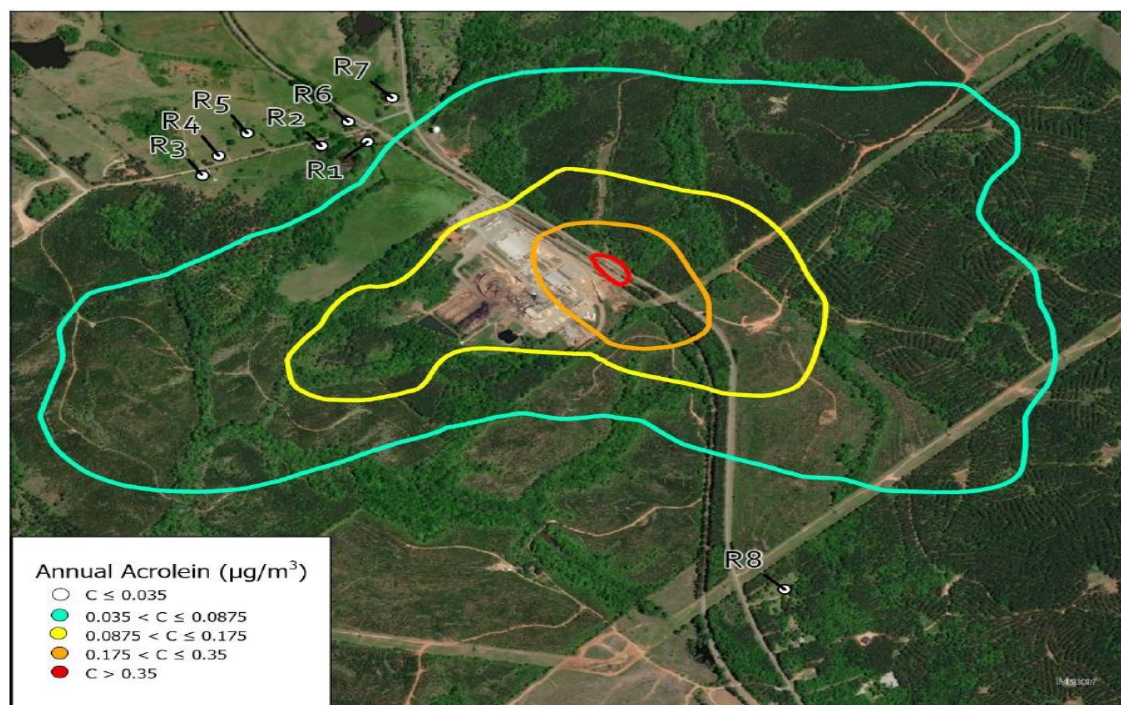 R7
R6
R5
R2
R4
R3
R1
R8
Annual Acrolein (µg/m³)
C ≤ 0.035
0.035 < C ≤ 0.0875
0.0875 < C ≤ 0.175
0.175 < C ≤ 0.35
C > 0.35